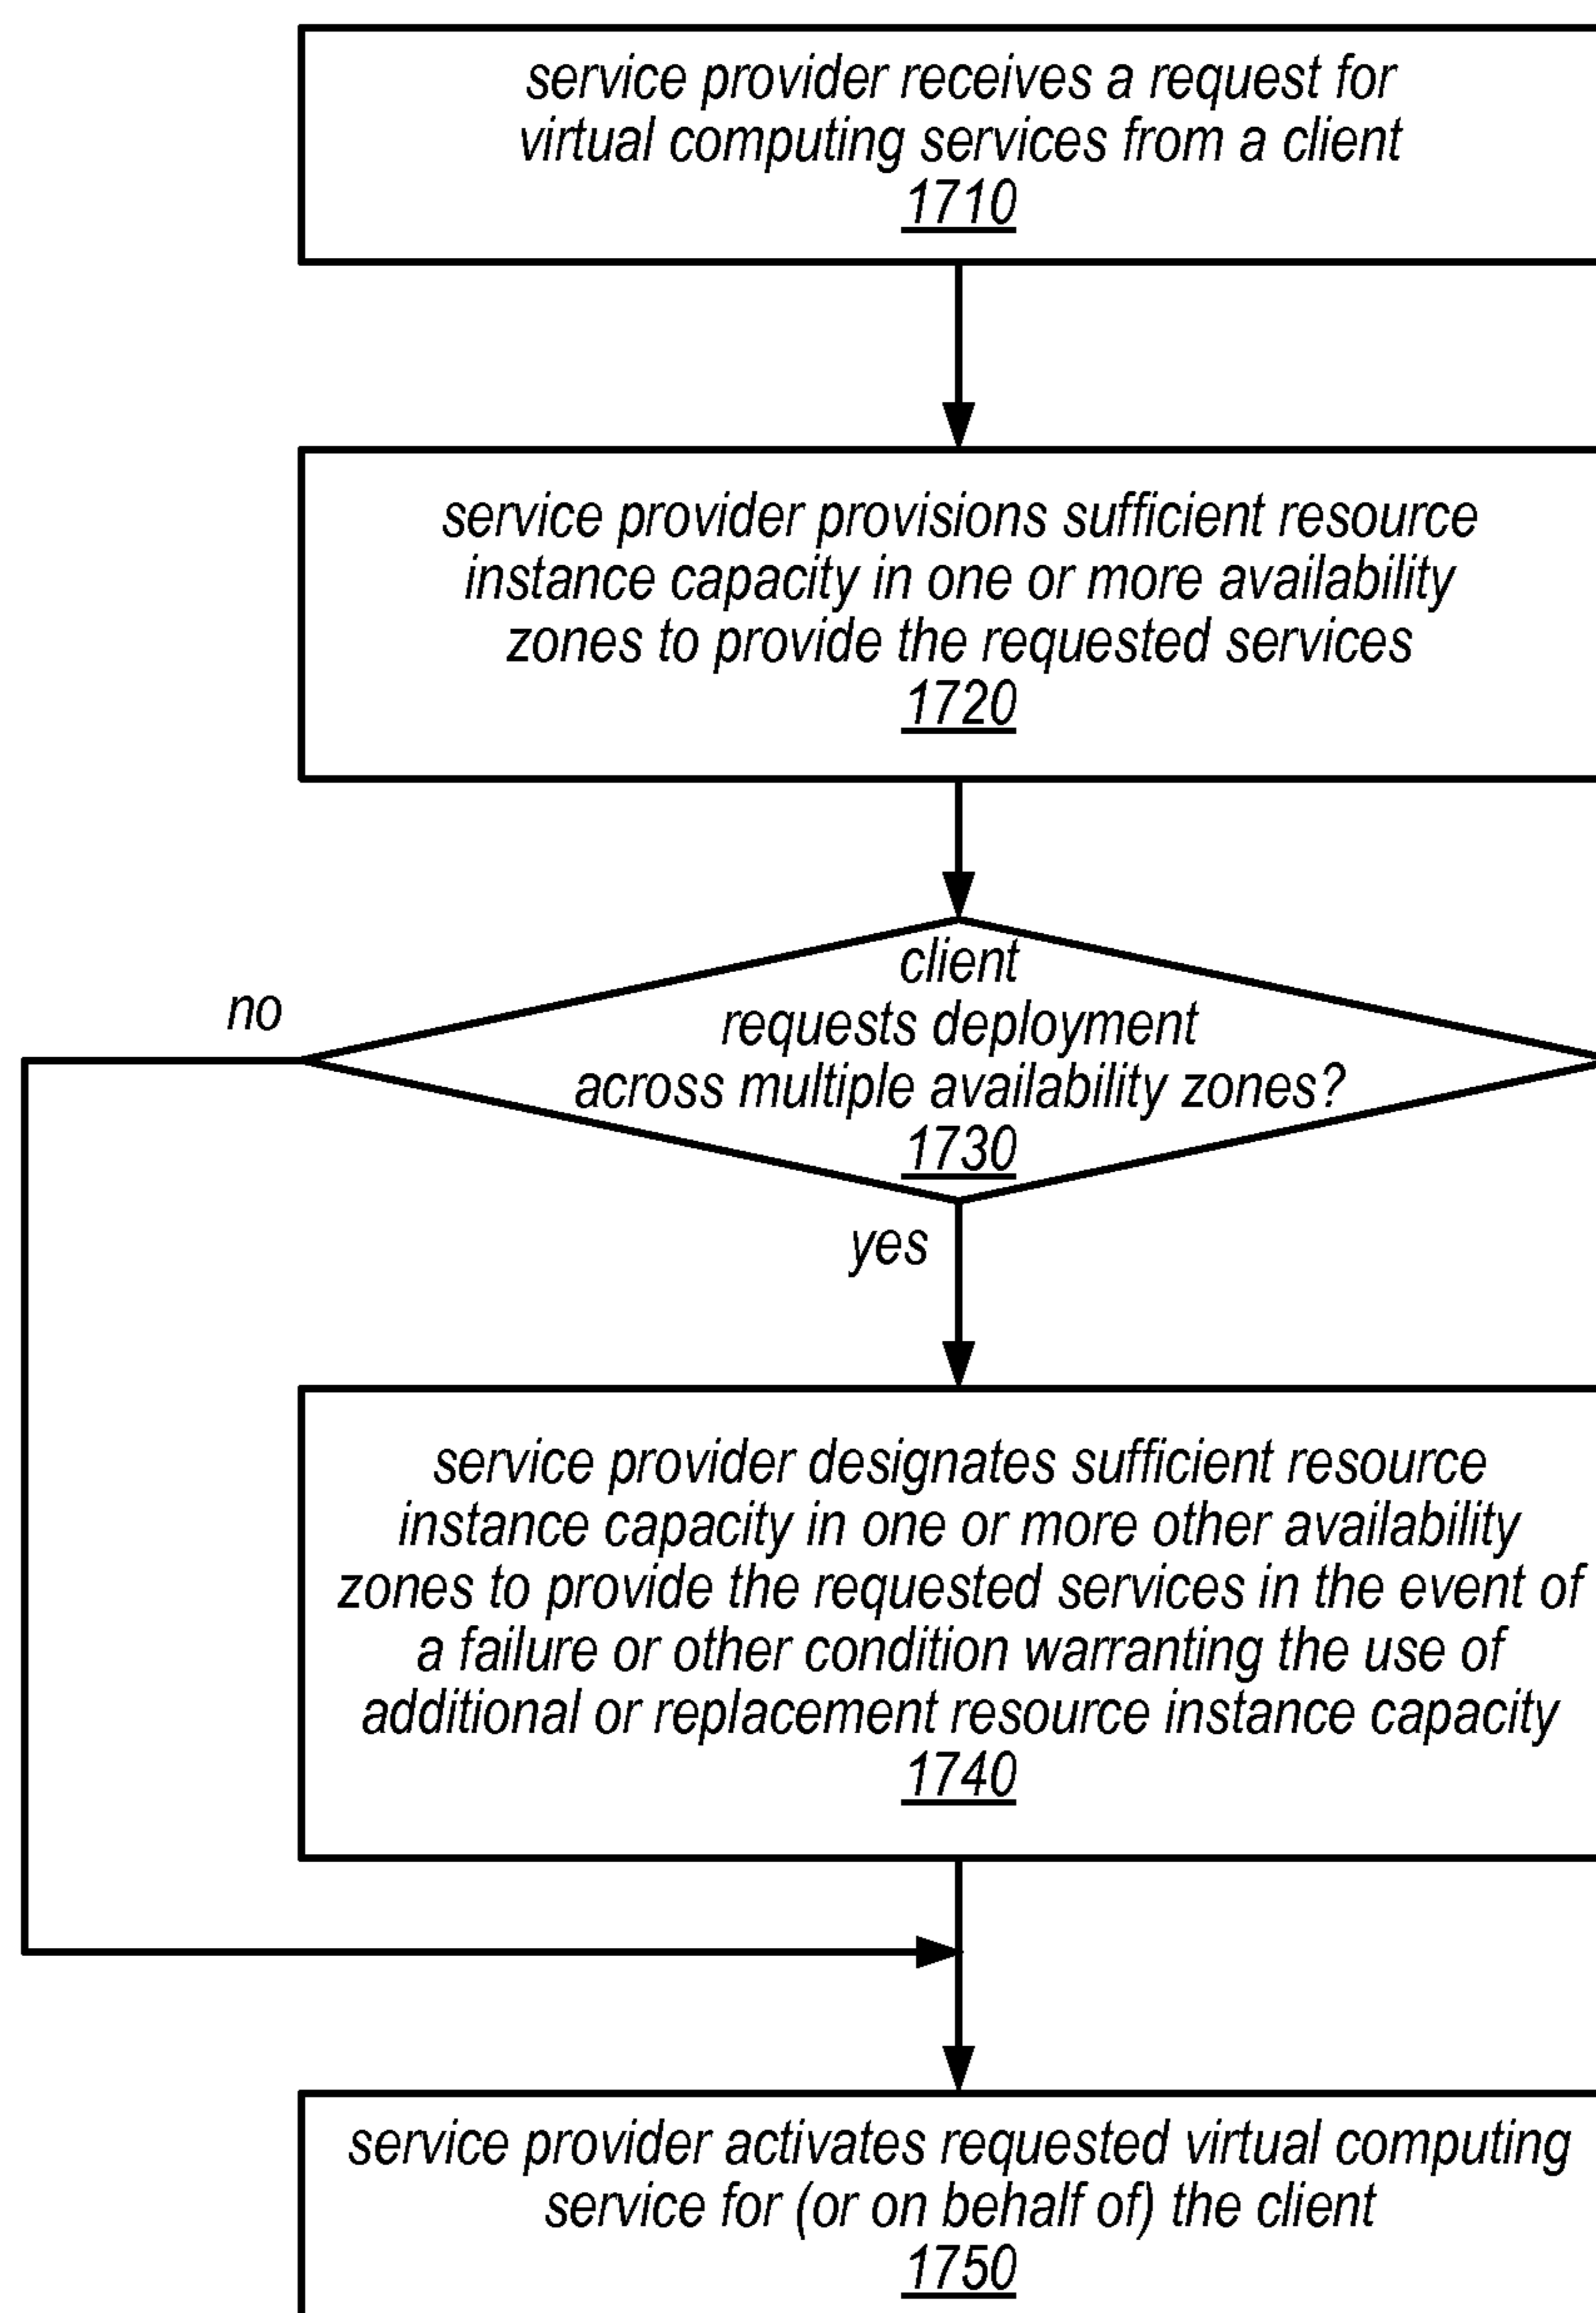 service provider receives a request for
virtual computing services from a client
1710
service provider provisions sufficient resource
instance capacity in one or more availability
zones to provide the requested services
1720
client
requests deployment
across multiple availability zones?
1730
no
yes
service provider designates sufficient resource
instance capacity in one or more other availability
zones to provide the requested services in the event of
a failure or other condition warranting the use of
additional or replacement resource instance capacity
1740
service provider activates requested virtual computing
service for (or on behalf of) the client
1750